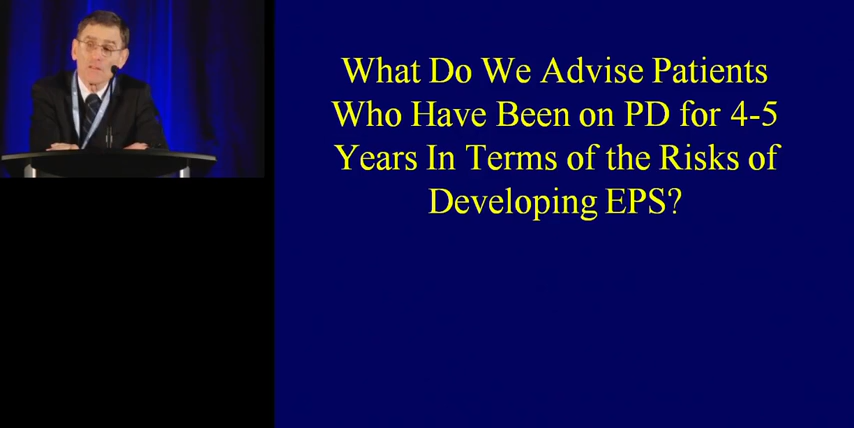 What Do We Advise Patients
Who Have Been on PD for 4-5
Years In Terms of the Risks of
Developing EPS?